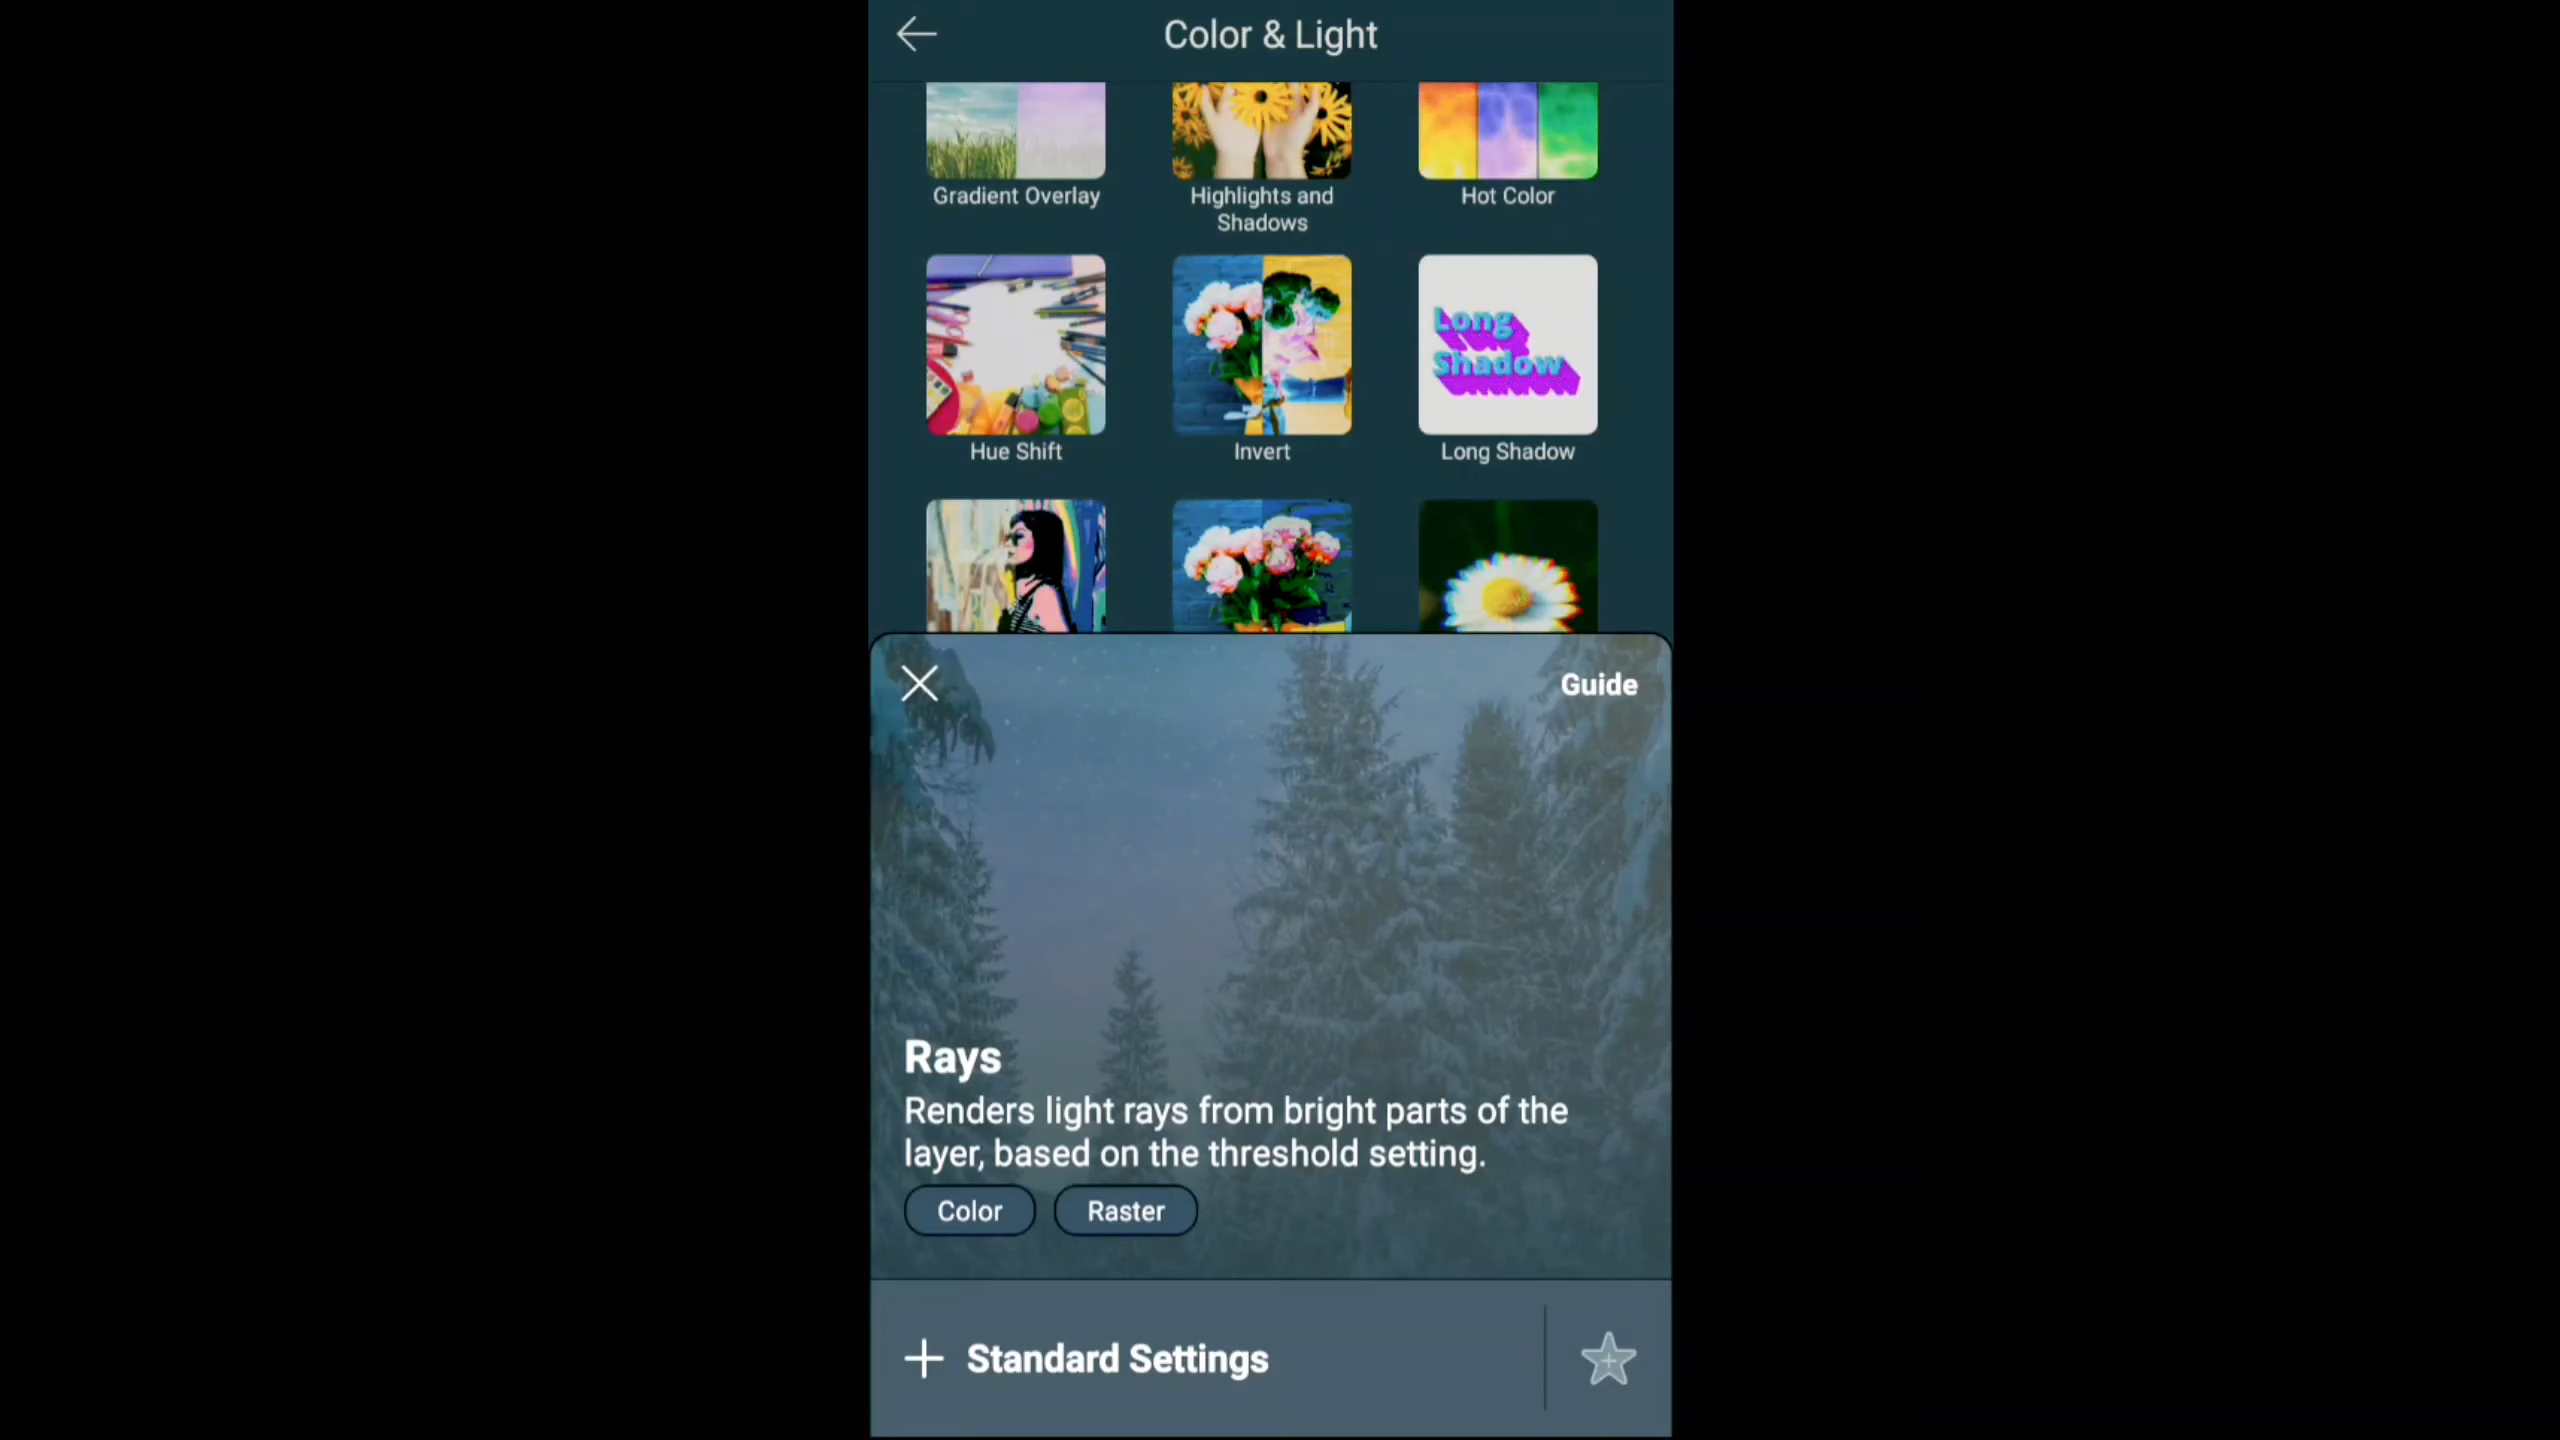 Color & Light
Gradient Overlay
Highlights and
Shadows
Hot Color
Hue Shift
Invert
Long
Shadow
Long Shadow
Guide
Rays
Renders light rays from bright parts of the
layer, based on the threshold setting.
Color
Raster
Standard Settings